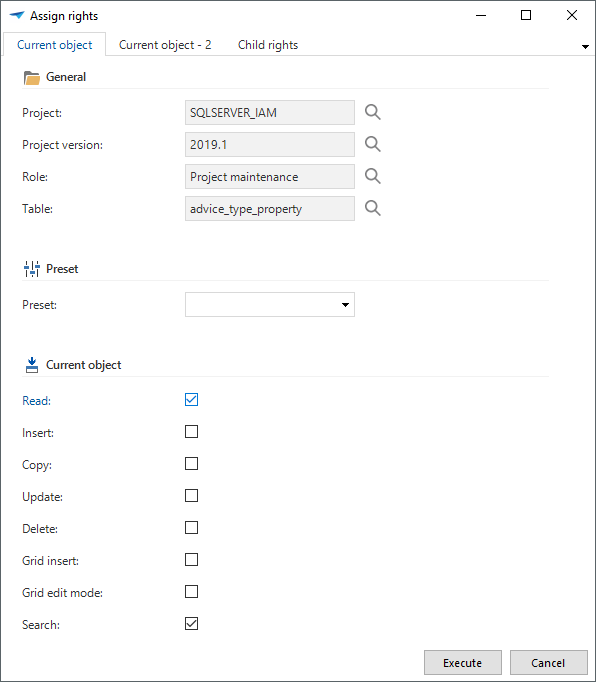 Assign rights
Current object Current object - 2 Child rights
General
Project: SQLSERVER_IAM
Project version: 2019.1
Role: Project maintenance
Table: advice_type_property
Preset
Preset:
Current object
Read:
Insert:
Copy:
Update:
Delete:
Grid insert:
Grid edit mode:
Search:
Execute Cancel